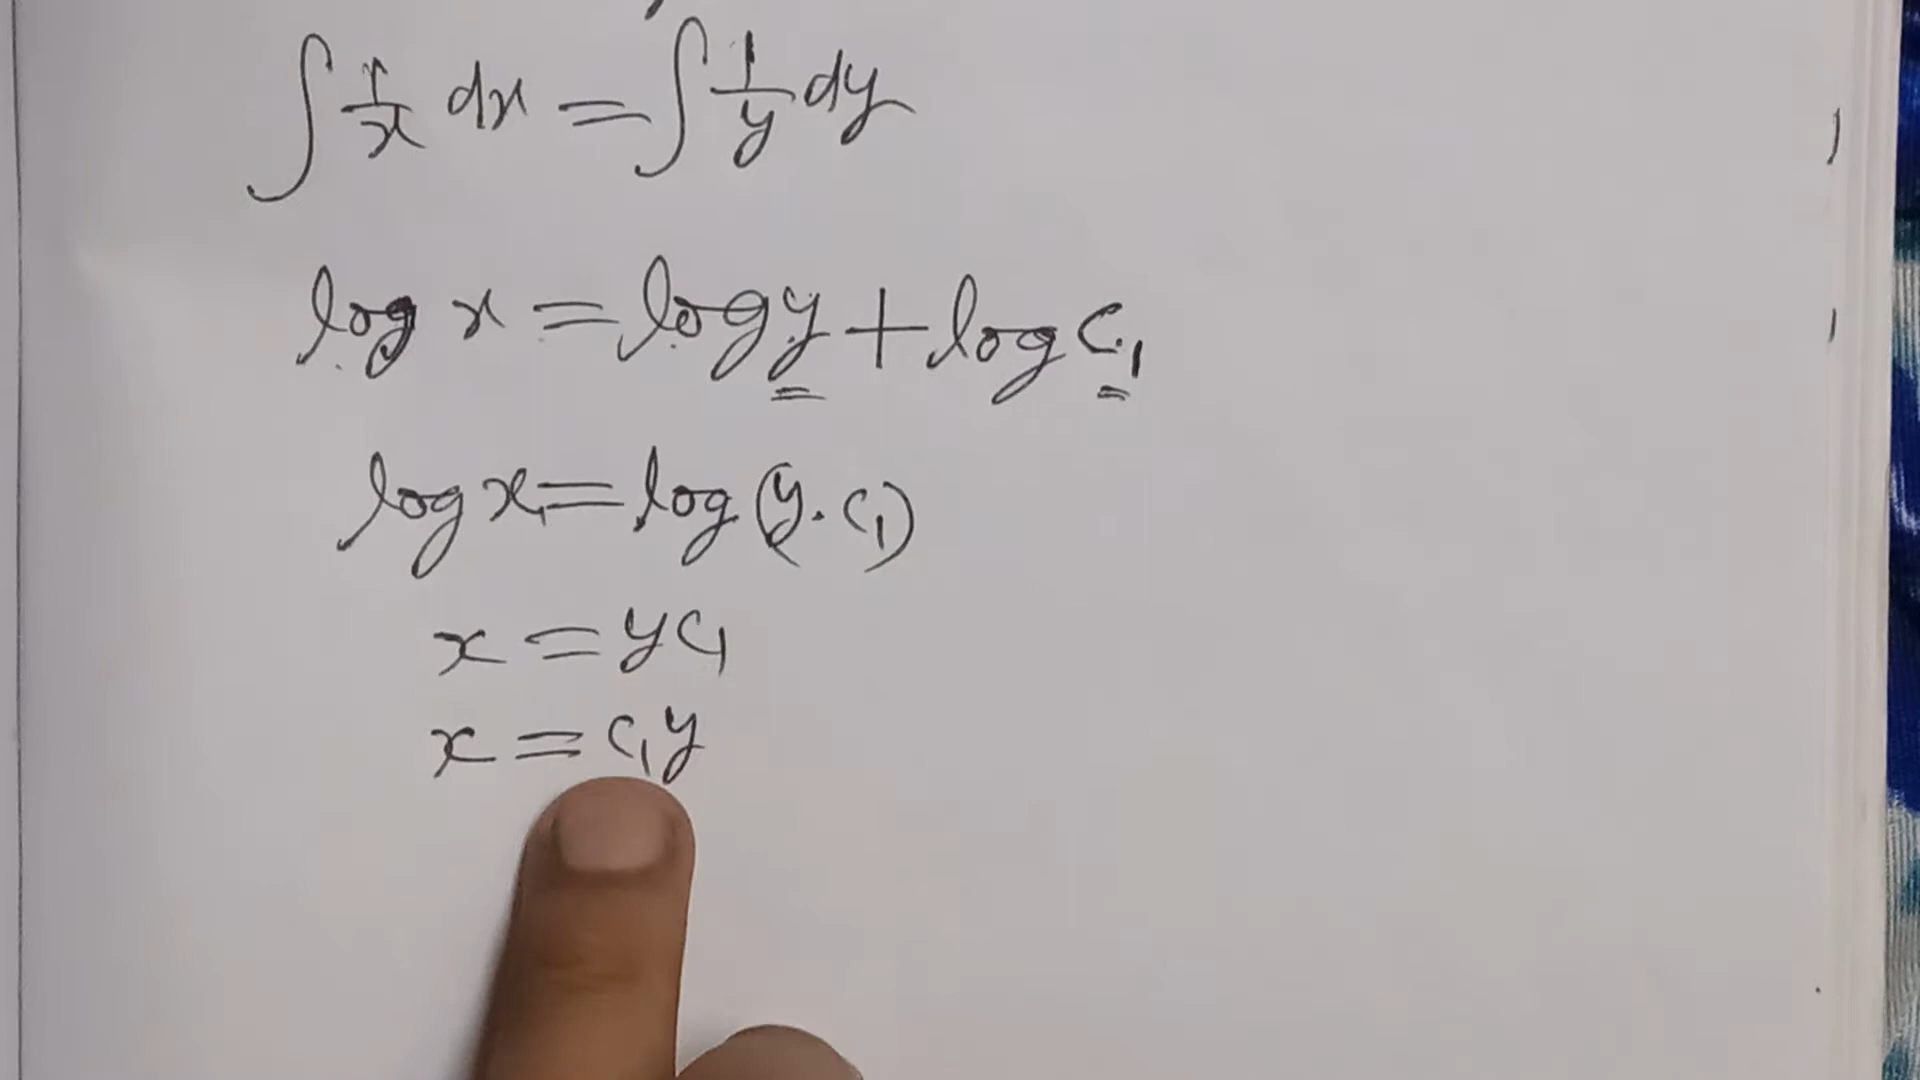 ∫ 1/x dx = ∫ 1/y dy
log x = log y + log c₁
log x = log (y . c₁)
x = y c₁
x = c₁ y